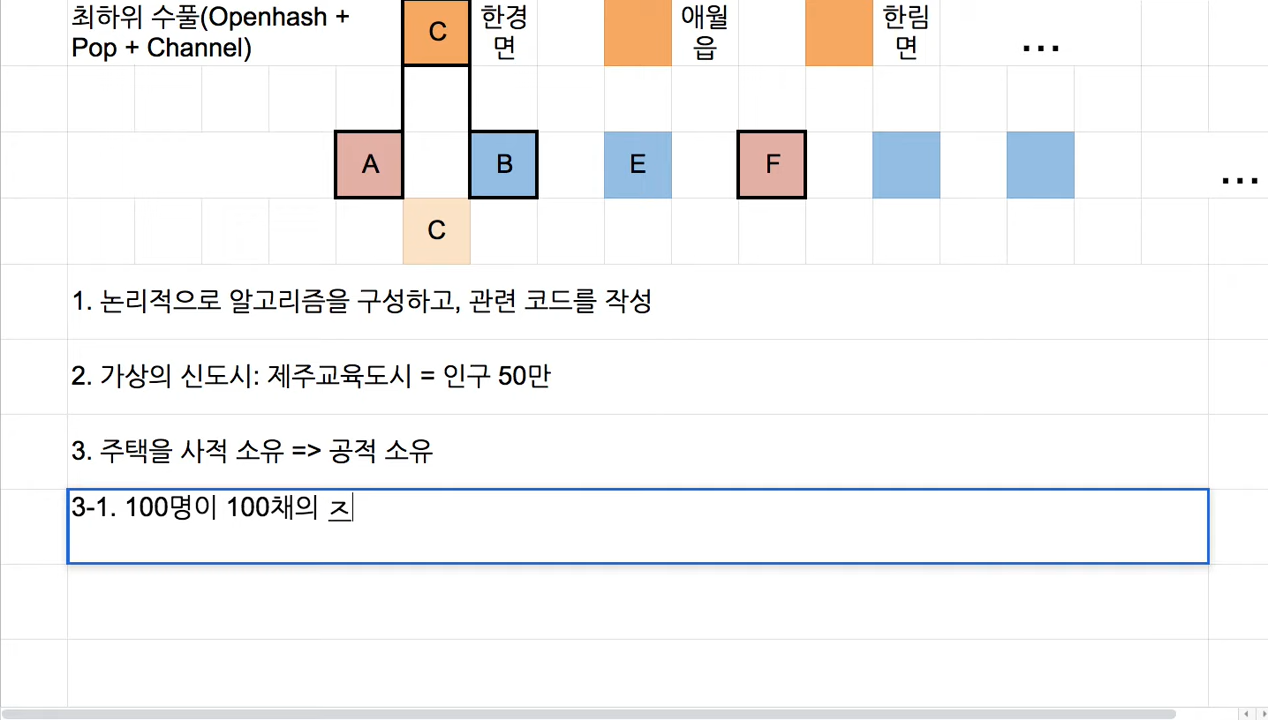 최하위 수풀(Openhash +
Pop + Channel)
C
한경
면
애월
읍
한림
면
...
A
B
E
F
...
C
1. 논리적으로 알고리즘을 구성하고, 관련 코드를 작성
2. 가상의 신도시: 제주교육도시 = 인구 50만
3. 주택을 사적 소유 => 공적 소유
3-1. 100명이 100채의 ㅈ